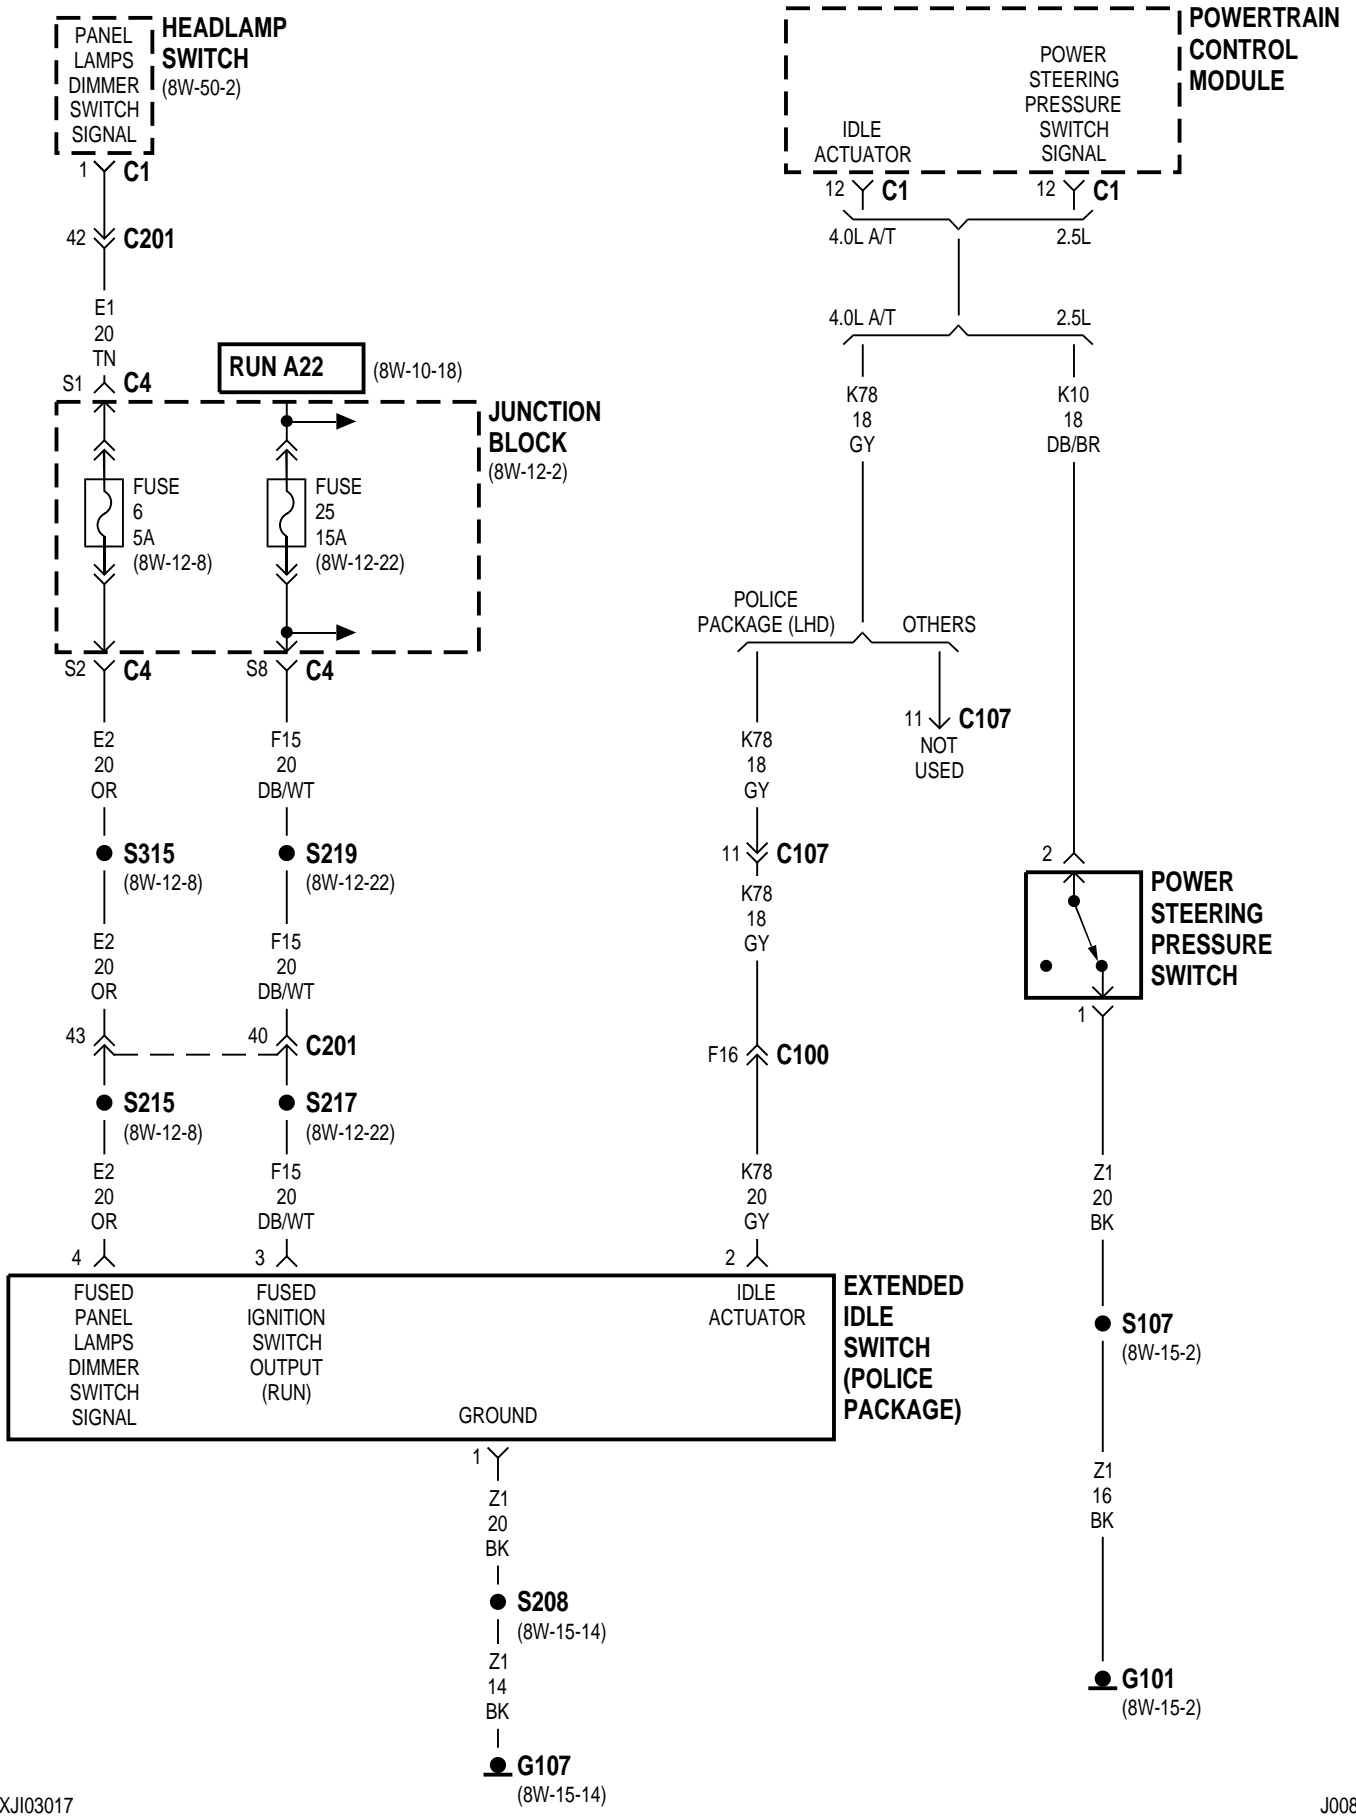 PANEL
LAMPS
DIMMER
SWITCH
SIGNAL
HEADLAMP
SWITCH
(8W-50-2)
1
C1
42
C201
E1
20
TN
S1
C4
RUN A22
(8W-10-18)
JUNCTION
BLOCK
(8W-12-2)
FUSE
6
5A
(8W-12-8)
FUSE
25
15A
(8W-12-22)
S2
C4
S8
C4
E2
20
OR
F15
20
DB/WT
S315
(8W-12-8)
S219
(8W-12-22)
E2
20
OR
F15
20
DB/WT
43
40
C201
S215
(8W-12-8)
S217
(8W-12-22)
E2
20
OR
F15
20
DB/WT
4
3
POWERTRAIN
CONTROL
MODULE
IDLE
ACTUATOR
POWER
STEERING
PRESSURE
SWITCH
SIGNAL
12
C1
12
C1
4.0L A/T
2.5L
4.0L A/T
2.5L
K78
18
GY
K10
18
DB/BR
POLICE
PACKAGE (LHD)
OTHERS
K78
18
GY
11
C107
NOT
USED
11
C107
K78
18
GY
F16
C100
K78
20
GY
2
2
POWER
STEERING
PRESSURE
SWITCH
1
Z1
20
BK
S107
(8W-15-2)
Z1
16
BK
G101
(8W-15-2)
FUSED
PANEL
LAMPS
DIMMER
SWITCH
SIGNAL
FUSED
IGNITION
SWITCH
OUTPUT
(RUN)
GROUND
IDLE
ACTUATOR
EXTENDED
IDLE
SWITCH
(POLICE
PACKAGE)
1
Z1
20
BK
S208
(8W-15-14)
Z1
14
BK
G107
(8W-15-14)
XJI03017
J008